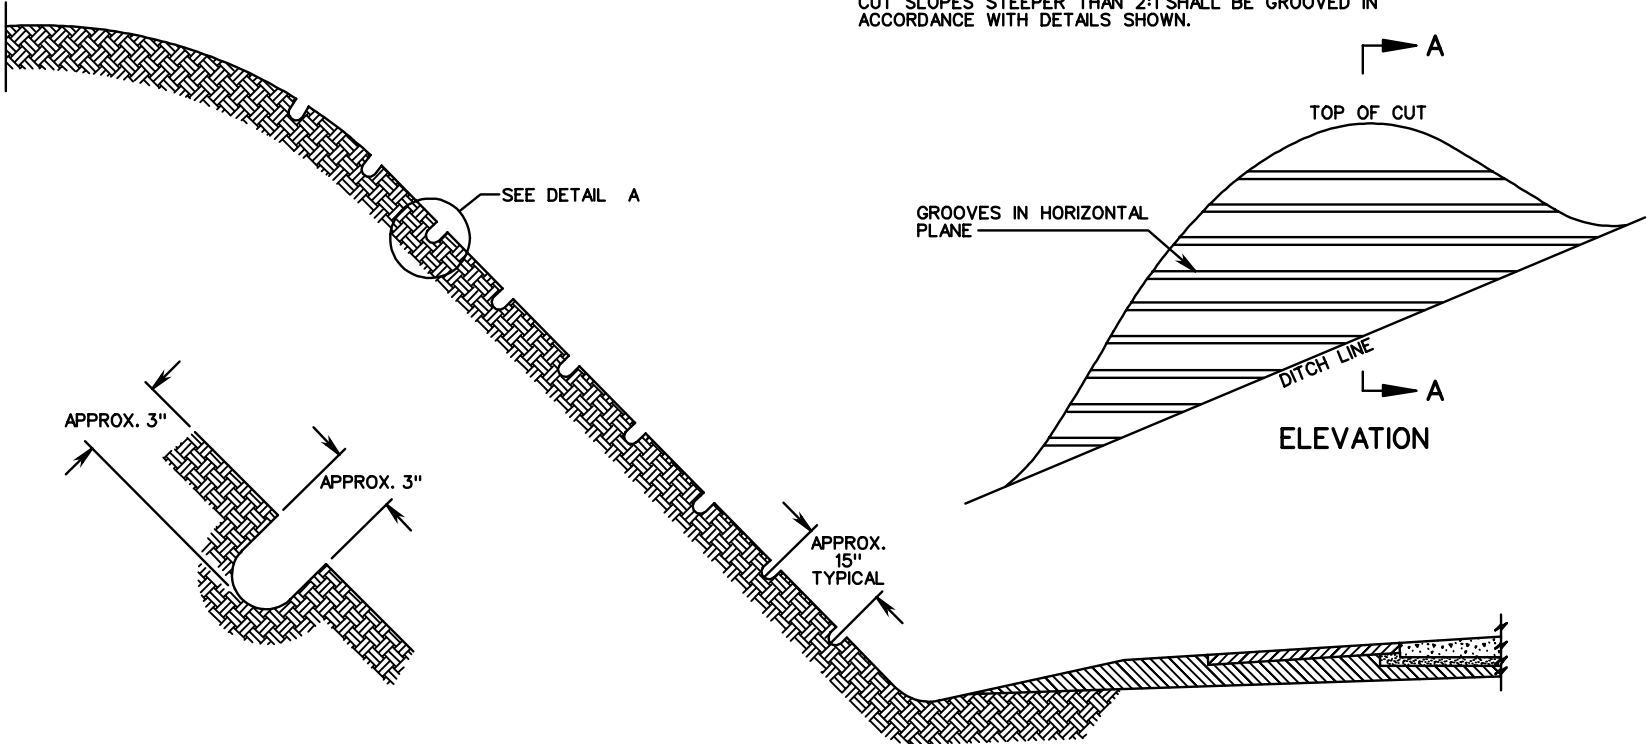 CUT SLOPES STEEPER THAN 2:1 SHALL BE GROOVED IN
ACCORDANCE WITH DETAILS SHOWN.
A
TOP OF CUT
SEE DETAIL A
GROOVES IN HORIZONTAL
PLANE
DITCH LINE
A
ELEVATION
APPROX. 3"
APPROX. 3"
APPROX.
15"
TYPICAL